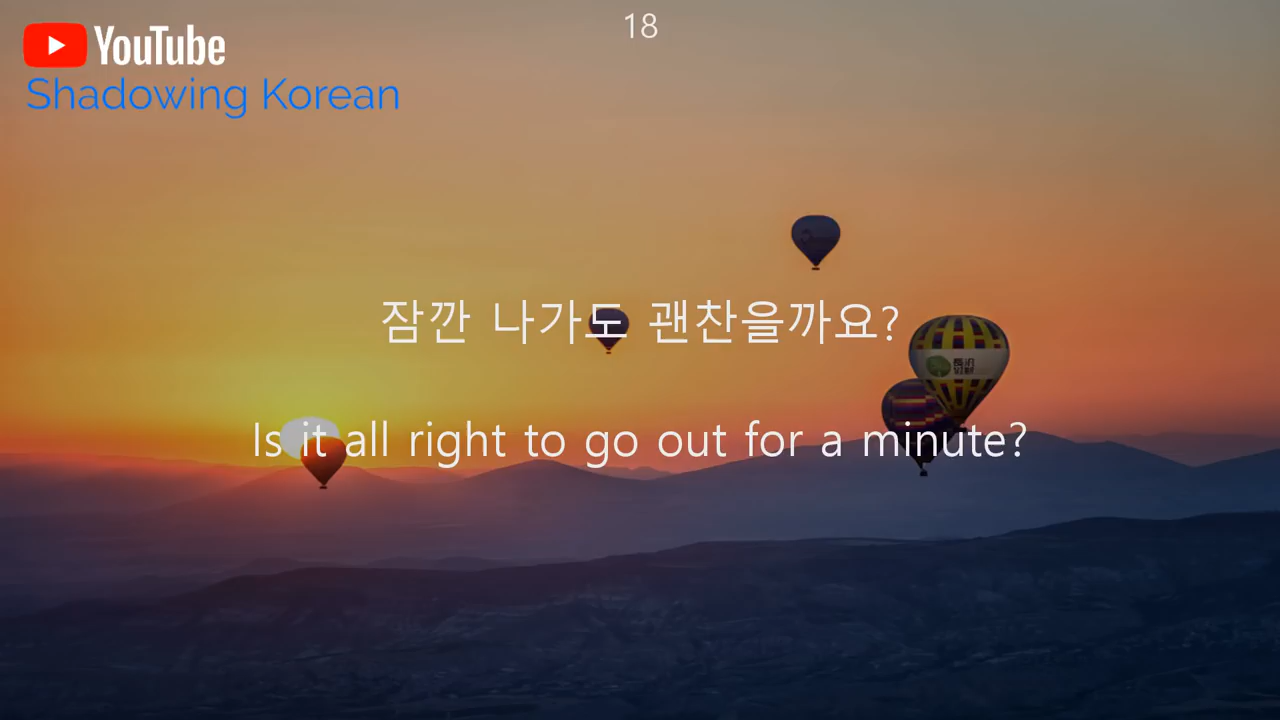 18
YouTube
Shadowing Korean
잠깐 나가도 괜찮을까요?
Is it all right to go out for a minute?